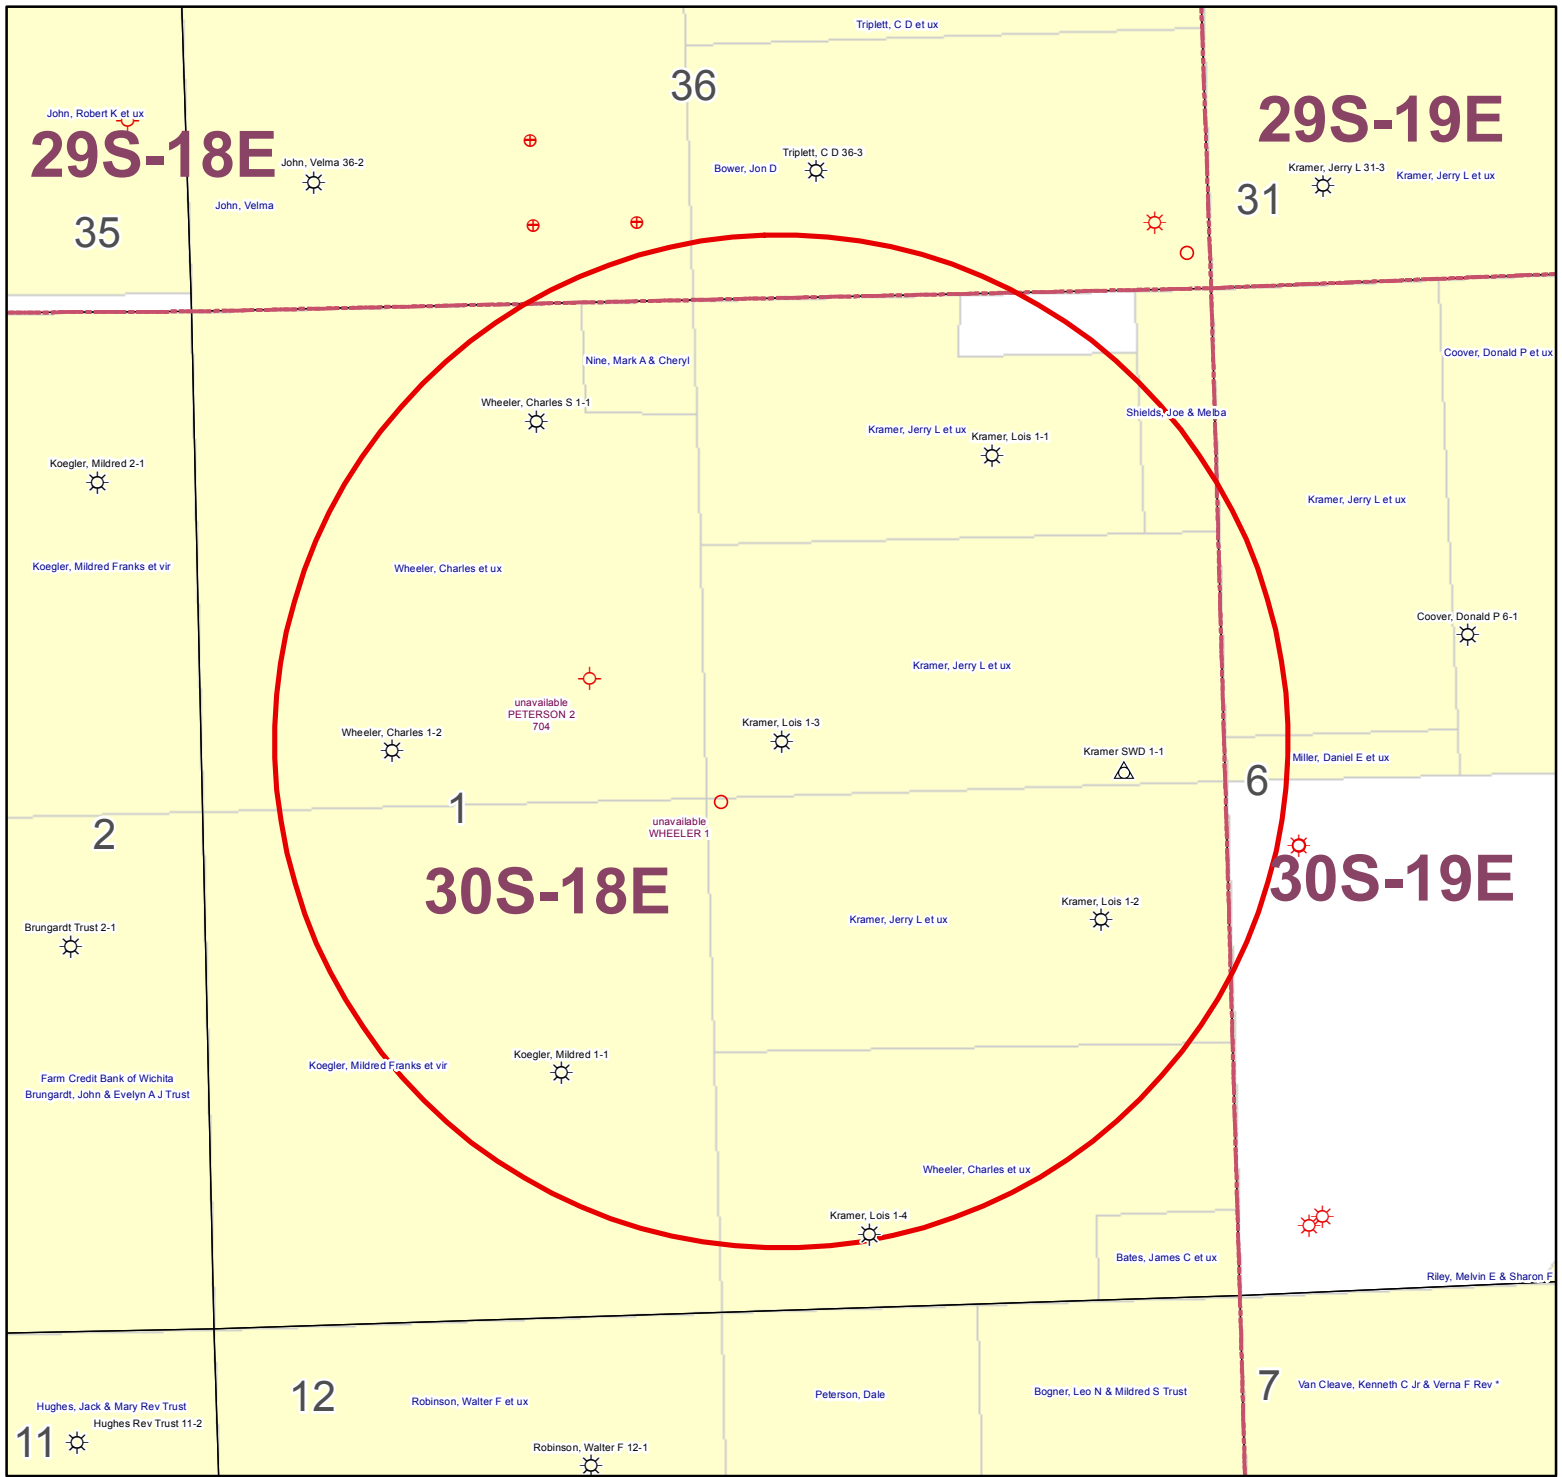 Triplett, C D et ux
36
29S-19E
John, Robert K et ux
29S-18E
John, Velma 36-2
Triplett, C D 36-3
Bower, Jon D
Kramer, Jerry L 31-3
Kramer, Jerry L et ux
31
John, Velma
35
Nine, Mark A & Cheryl
Coover, Donald P et ux
Wheeler, Charles S 1-1
Shields, Joe & Melba
Kramer, Jerry L et ux
Kramer, Lois 1-1
Koegler, Mildred 2-1
Kramer, Jerry L et ux
Koegler, Mildred Franks et vir
Wheeler, Charles et ux
Coover, Donald P 6-1
Kramer, Jerry L et ux
unavailable
PETERSON 2
704
Wheeler, Charles 1-2
Kramer, Lois 1-3
Kramer SWD 1-1
Miller, Daniel E et ux
6
1
2
unavailable
WHEELER 1
30S-18E
30S-19E
Kramer, Lois 1-2
Kramer, Jerry L et ux
Brungardt Trust 2-1
Koegler, Mildred 1-1
Koegler, Mildred Franks et vir
Farm Credit Bank of Wichita
Brungardt, John & Evelyn A J Trust
Wheeler, Charles et ux
Kramer, Lois 1-4
Bates, James C et ux
Riley, Melvin E & Sharon F
12
7
Van Cleave, Kenneth C Jr & Verna F Rev *
Robinson, Walter F et ux
Peterson, Dale
Bogner, Leo N & Mildred S Trust
Hughes, Jack & Mary Rev Trust
Hughes Rev Trust 11-2
11
Robinson, Walter F 12-1